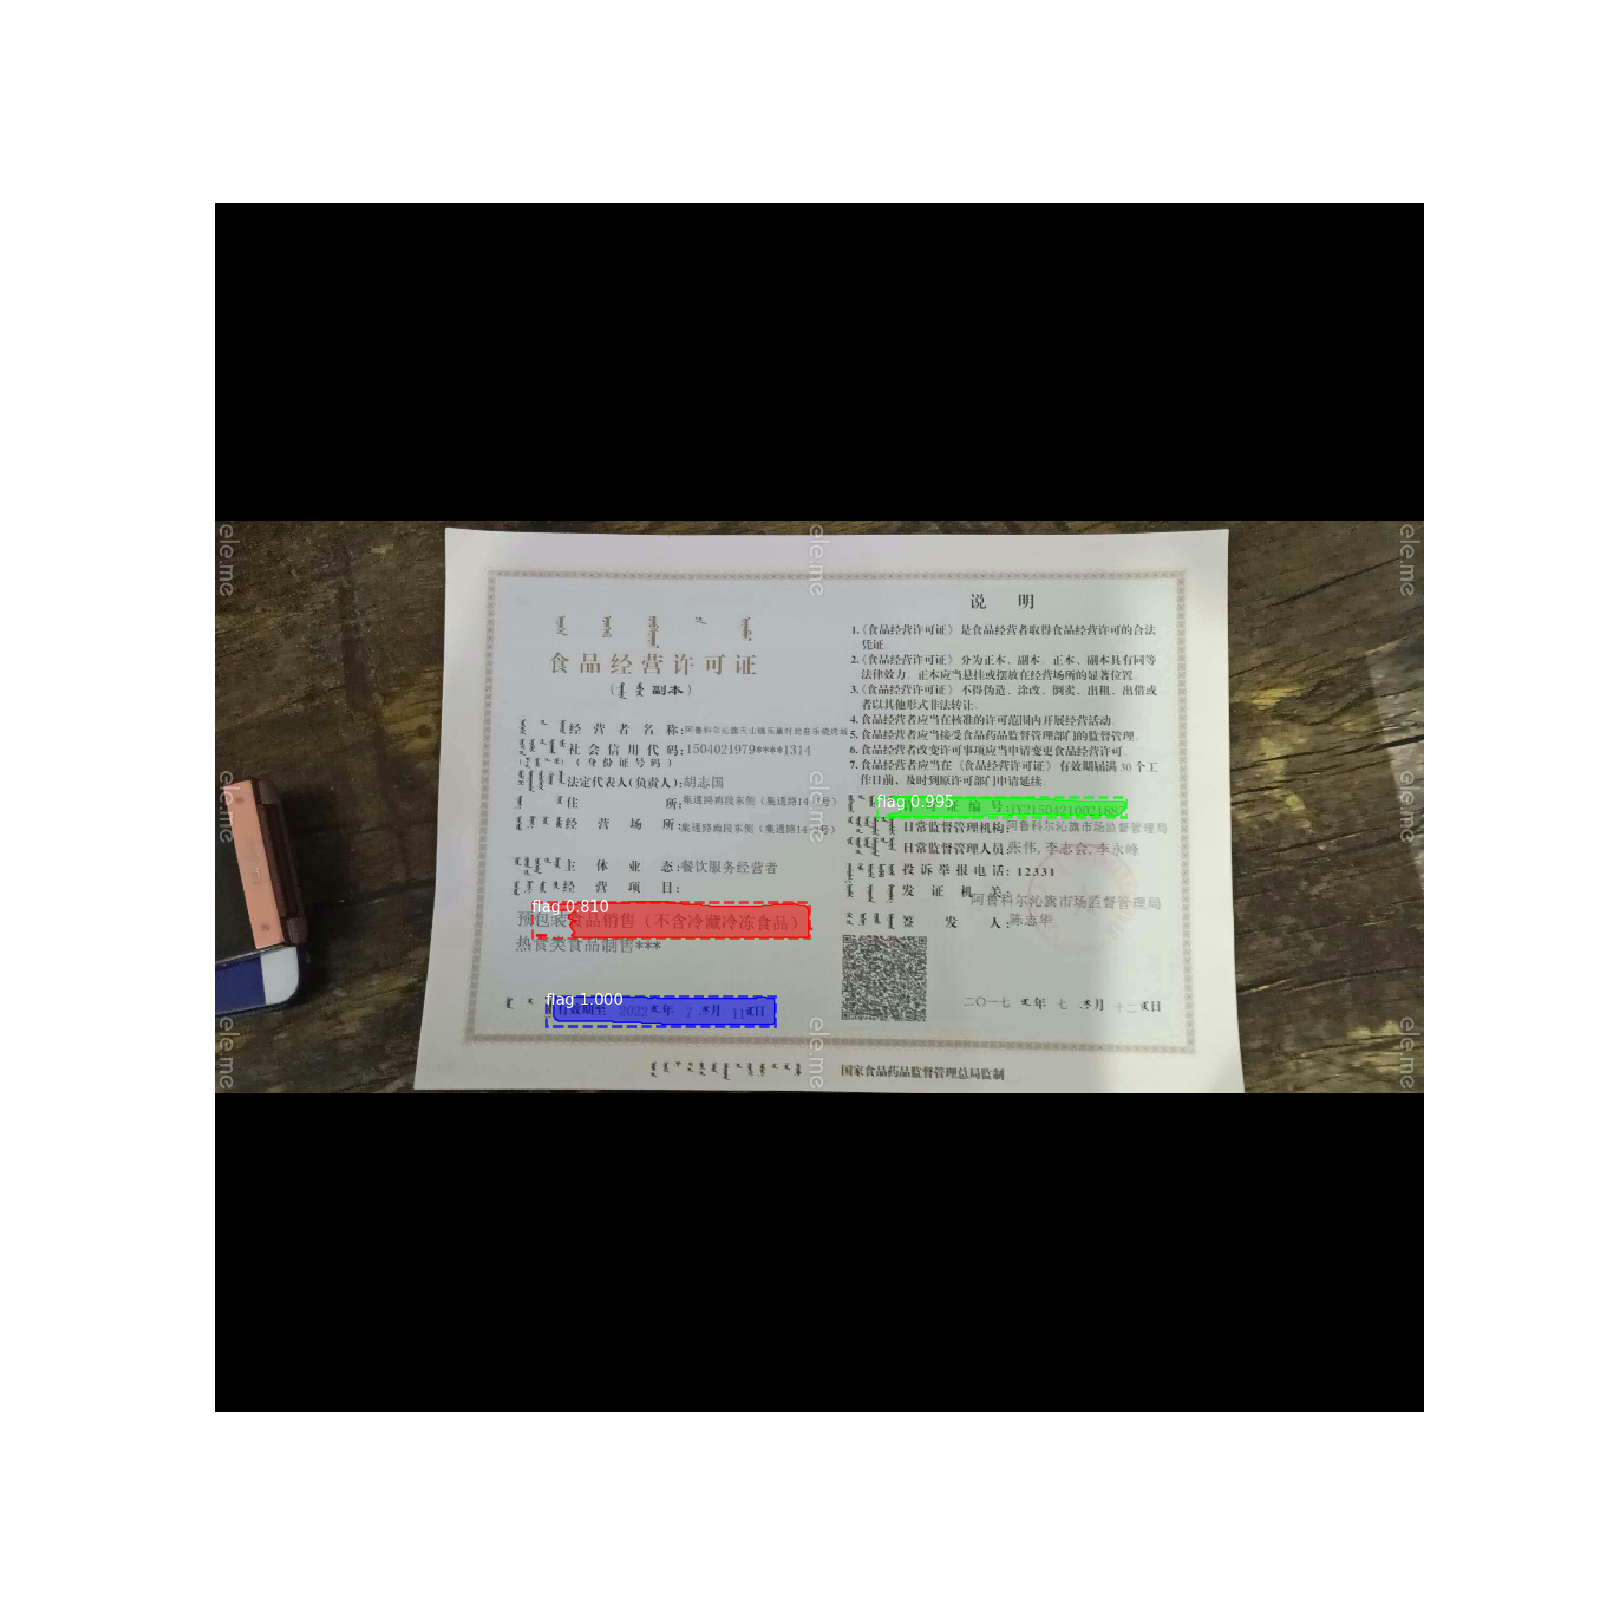 食品经营许可证
副本
经营者名称:
社会信用代码:1504021979****1314
(身份证号码)
法定代表人(负责人):胡志国
住所:集通路南段东侧(集通路14 号)
经营场所:集通路南段东侧(集通路14 号)
主体业态:餐饮服务经营者
经营项目:
预包装食品销售(不含冷藏冷冻食品)
热食类食品制售***
有效期至 2022年 7月 11日
说明
1.《食品经营许可证》是食品经营者取得食品经营许可的合法
凭证
2.《食品经营许可证》分为正本、副本。正本、副本具有同等
法律效力。正本应当悬挂或摆放在经营场所的显著位置。
3.《食品经营许可证》不得伪造、涂改、倒卖、出租、出借或
者以其他形式非法转让。
4.食品经营者应当在核准的许可范围内开展经营活动。
5.食品经营者应当接受食品药品监督管理部门的监督管理。
6.食品经营者改变许可事项应当申请变更食品经营许可。
7.食品经营者应当在《食品经营许可证》有效期届满 30 个工
作日前,及时到原许可部门申请延续
许可证编号:JY21504210021887
日常监督管理机构:阿鲁科尔沁旗市场监督管理局
日常监督管理人员:张伟,李志会,李永峰
投诉举报电话:12331
发证机关:
阿鲁科尔沁旗市场监督管理局
签发人:陈志华
二〇一七年 七月 十二日
国家食品药品监督管理总局监制
flag 0.995
flag 0.810
flag 1.000
ele.me
ele.me
ele.me
ele.me
ele.me
ele.me
ele.me
ele.me
ele.me